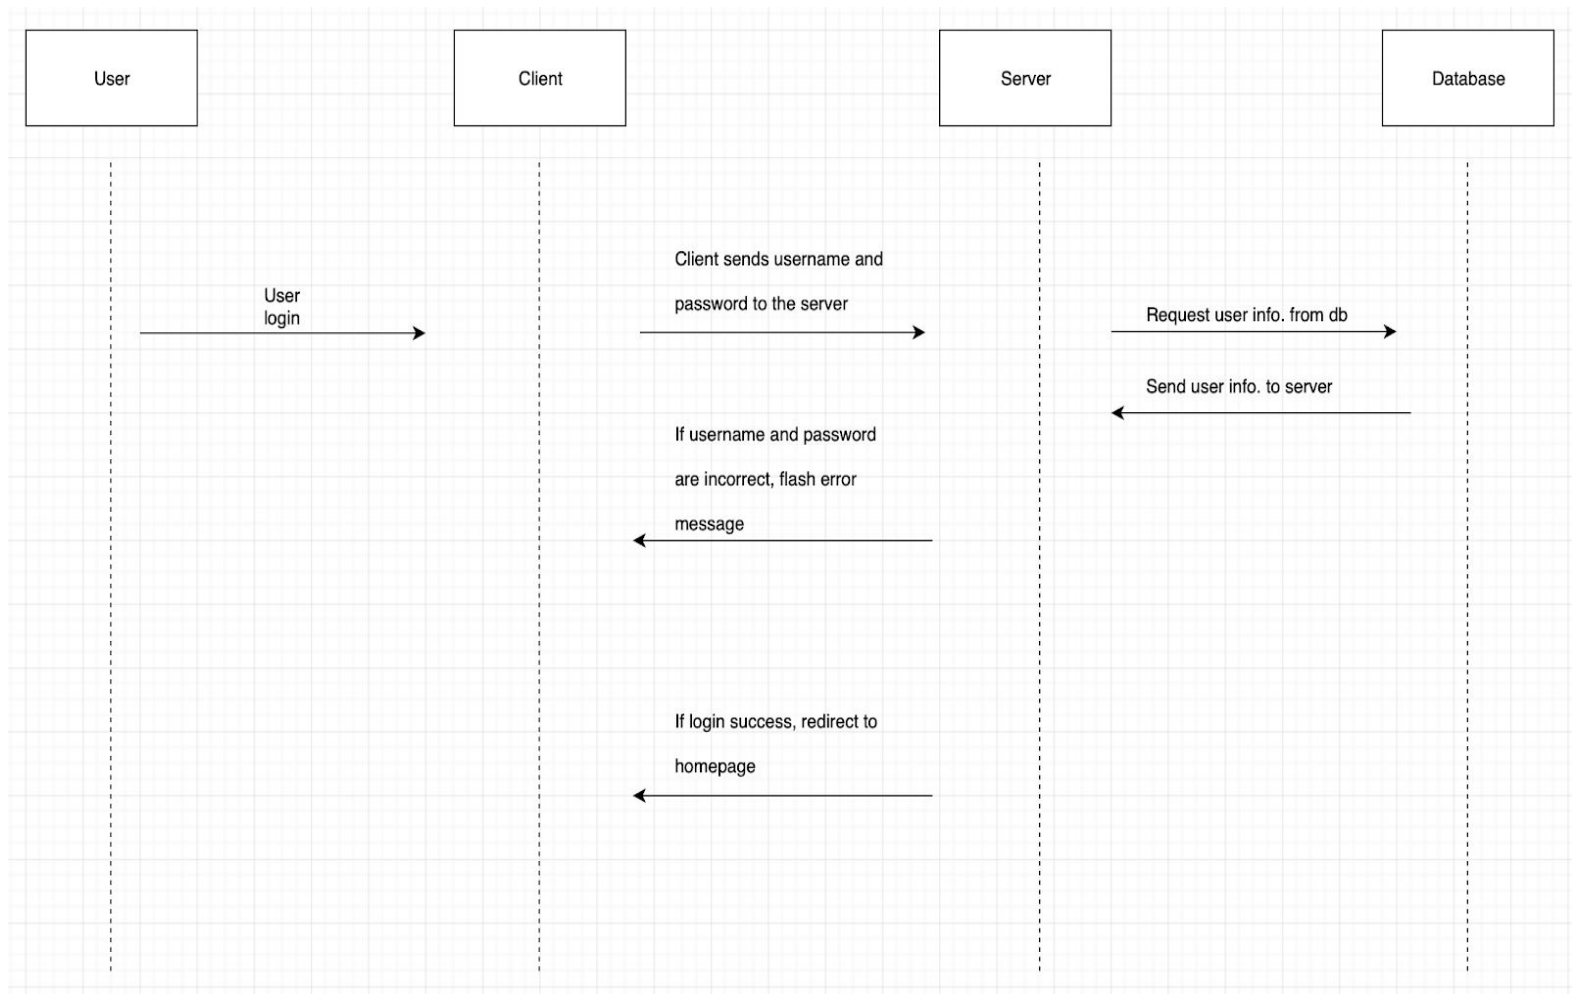 User
Client
Server
Database
User
login
Client sends username and
password to the server
Request user info. from db
Send user info. to server
If username and password
are incorrect, flash error
message
If login success, redirect to
homepage